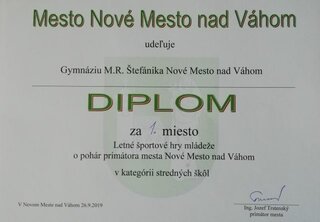 Mesto Nové Mesto nad Váhom
udeľuje
Gymnáziu M.R. Štefánika Nové Mesto nad Váhom
DIPLOM
za 1. miesto
Letné športové hry mládeže
o pohár primátora mesta Nové Mesto nad Váhom
v kategórii stredných škôl
V Novom Meste nad Váhom 26.9.2019
Ing. Jozef Trstenský
primátor mesta